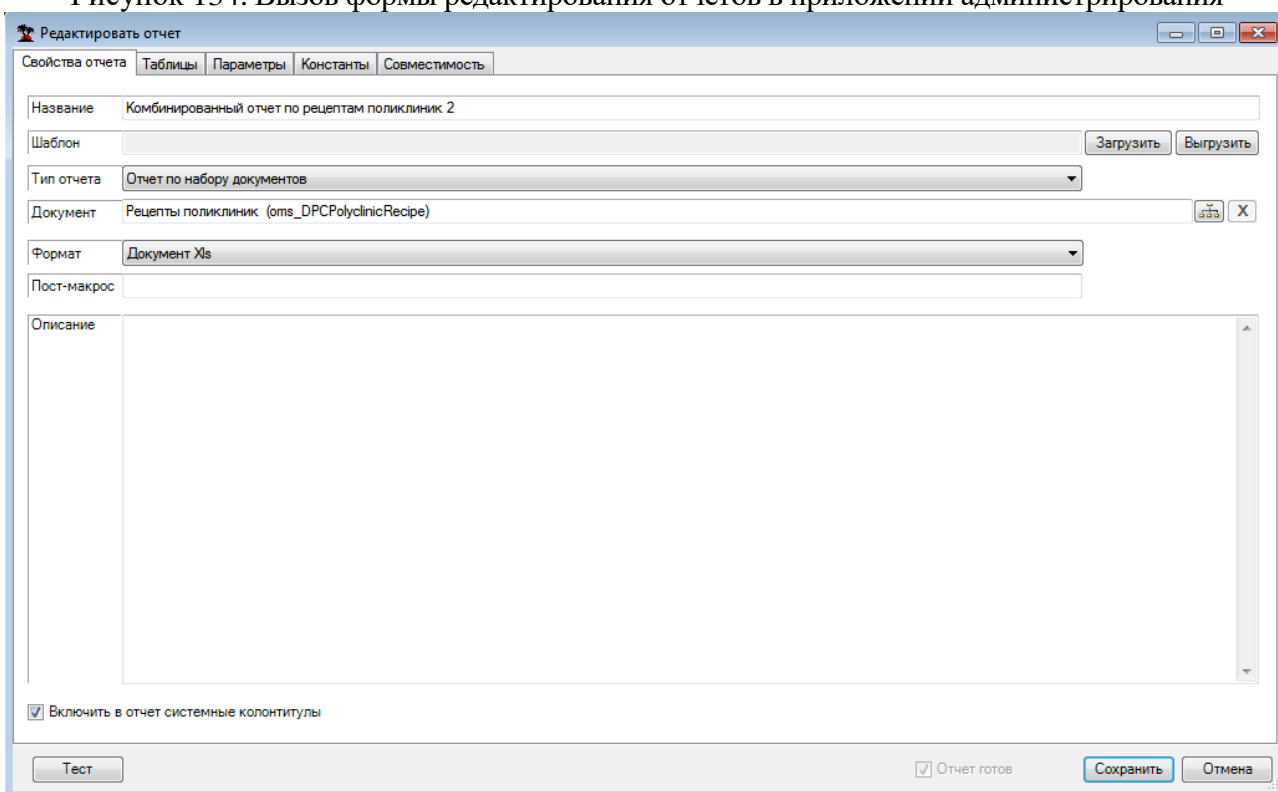 Рисунок 134. Вызов формы редактирования отчетов в приложении администрирования
Редактировать отчет
Свойства отчета Таблицы Параметры Константы Совместимость
Название Комбинированный отчет по рецептам поликлиник 2
Шаблон Загрузить Выгрузить
Тип отчета Отчет по набору документов
Документ Рецепты поликлиник (oms_DPCPolyclinicRecipe) X
Формат Документ Xls
Пост-макрос
Описание
Включить в отчет системные колонтитулы
Тест Отчет готов Сохранить Отмена